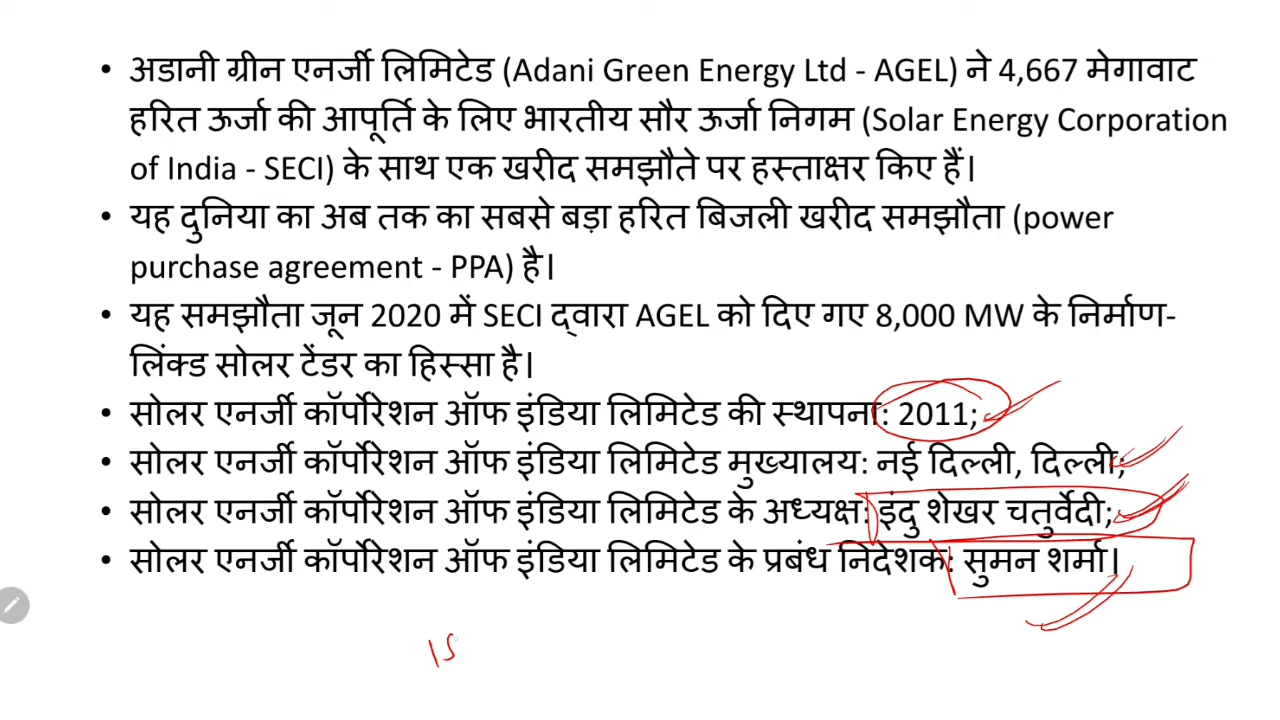 • अडानी ग्रीन एनर्जी लिमिटेड (Adani Green Energy Ltd - AGEL) ने 4,667 मेगावाट
हरित ऊर्जा की आपूर्ति के लिए भारतीय सौर ऊर्जा निगम (Solar Energy Corporation
of India - SECI) के साथ एक खरीद समझौते पर हस्ताक्षर किए हैं।
• यह दुनिया का अब तक का सबसे बड़ा हरित बिजली खरीद समझौता (power
purchase agreement - PPA) है।
• यह समझौता जून 2020 में SECI द्वारा AGEL को दिए गए 8,000 MW के निर्माण-
लिंक्ड सोलर टेंडर का हिस्सा है।
• सोलर एनर्जी कॉर्पोरेशन ऑफ इंडिया लिमिटेड की स्थापना: 2011;
• सोलर एनर्जी कॉर्पोरेशन ऑफ इंडिया लिमिटेड मुख्यालय: नई दिल्ली, दिल्ली;
• सोलर एनर्जी कॉर्पोरेशन ऑफ इंडिया लिमिटेड के अध्यक्ष: इंदु शेखर चतुर्वेदी;
• सोलर एनर्जी कॉर्पोरेशन ऑफ इंडिया लिमिटेड के प्रबंध निदेशक: सुमन शर्मा।